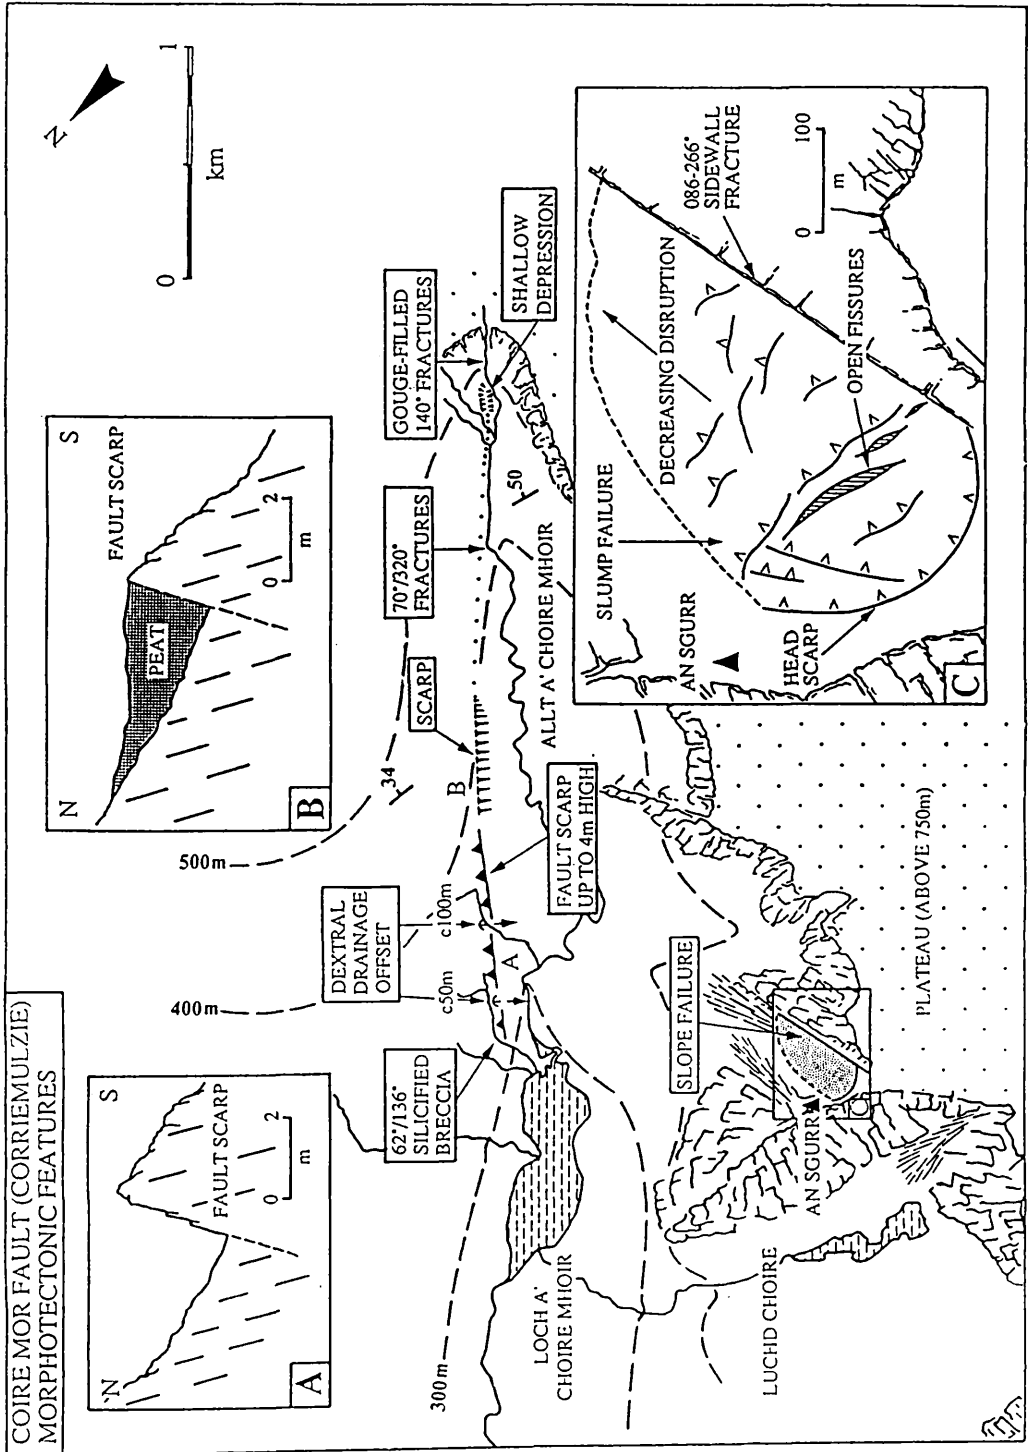 COIRE MOR FAULT (CORRIEMULZIE)
MORPHOTECTONIC FEATURES
N
S
FAULT SCARP
0 2
m
A
N
S
FAULT SCARP
PEAT
0 2
m
B
N
0 1
km
300m
400m
500m
62°/136°
SILICIFIED
BRECCIA
DEXTRAL
DRAINAGE
OFFSET
c50m
c100m
A
B
34
SCARP
70°/320°
FRACTURES
GOUGE-FILLED
140° FRACTURES
SHALLOW
DEPRESSION
FAULT SCARP
UP TO 4m HIGH
ALLT A' CHOIRE MHOIR
50
LOCH A'
CHOIRE MHOIR
LUCHD CHOIRE
SLOPE FAILURE
AN SGURR
C
PLATEAU (ABOVE 750m)
AN SGURR
SLUMP FAILURE
HEAD
SCARP
DECREASING DISRUPTION
OPEN FISSURES
086-266°
SIDEWALL
FRACTURE
0 100
m
C